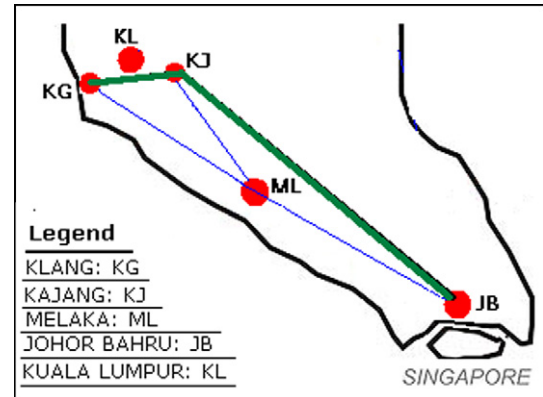 KL
KJ
KG
ML
JB
Legend
KLANG: KG
KAJANG: KJ
MELAKA: ML
JOHOR BAHRU: JB
KUALA LUMPUR: KL
SINGAPORE